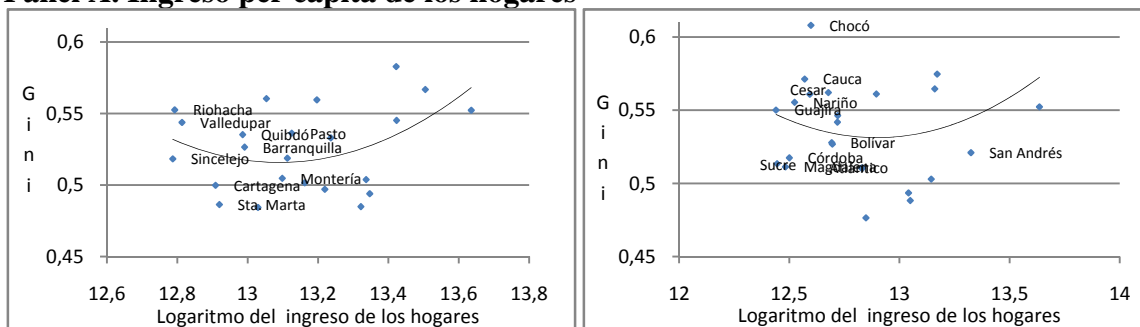 Panel A. Ingreso per cápita de los hogares
0,6
0,55
0,5
0,45
Gini
Riohacha
Valledupar
Quibdó
Pasto
Barranquilla
Sincelejo
Cartagena
Montería
Sta. Marta
12,6 12,8 13 13,2 13,4 13,6 13,8
Logaritmo del ingreso de los hogares
0,6
0,55
0,5
0,45
Gini
Chocó
Cauca
Cesar
Nariño
Guajira
Bolívar
San Andrés
Córdoba
Sucre
Magdalena
Atlántico
12 12,5 13 13,5 14
Logaritmo del ingreso de los hogares